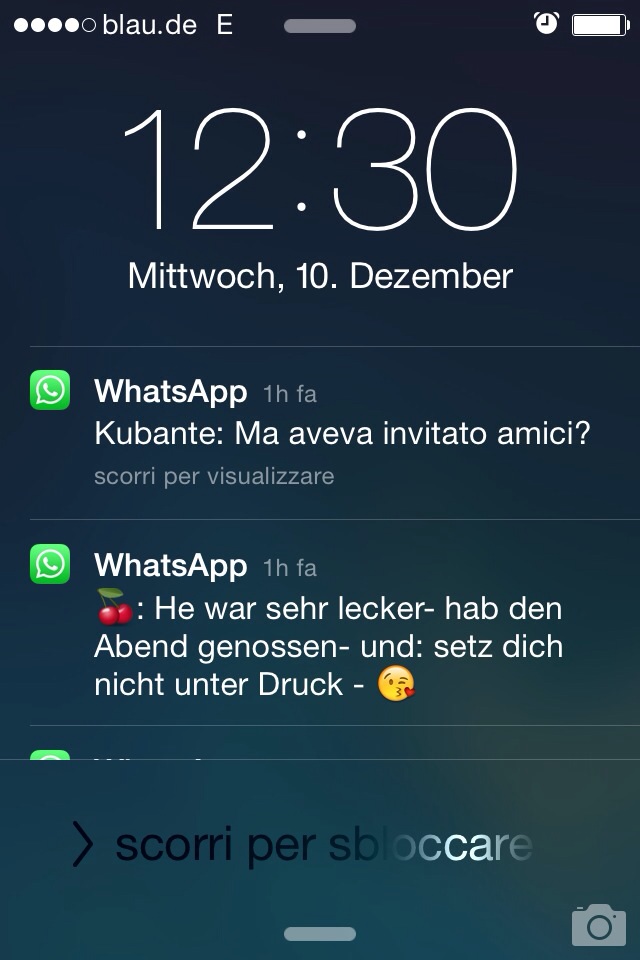 blau.de E
12:30
Mittwoch, 10. Dezember
WhatsApp 1h fa
Kubante: Ma aveva invitato amici?
scorri per visualizzare
WhatsApp 1h fa
🍒: He war sehr lecker- hab den
Abend genossen- und: setz dich
nicht unter Druck - 😘
scorri per sbloccare